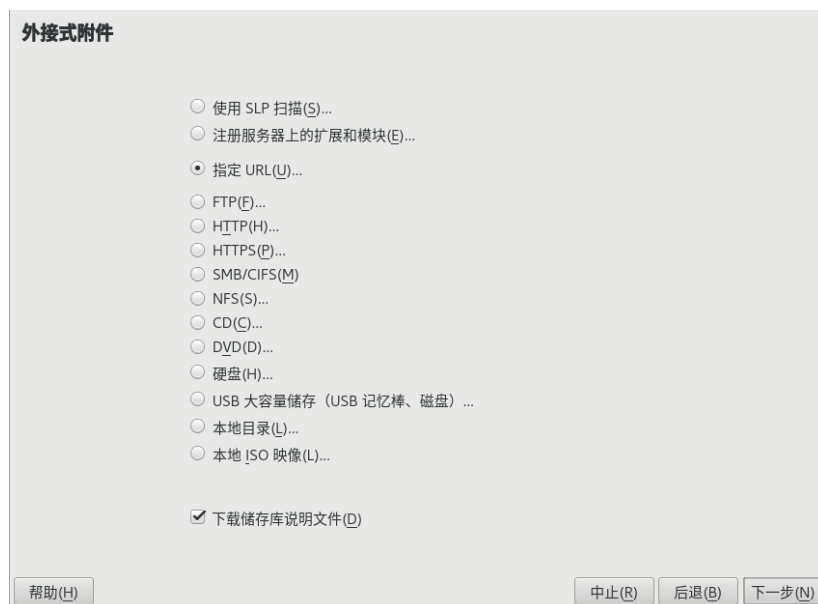 外接式附件
使用 SLP 扫描(S)...
注册服务器上的扩展和模块(E)...
指定 URL(U)...
FTP(F)...
HTTP(H)...
HTTPS(P)...
SMB/CIFS(M)
NFS(S)...
CD(C)...
DVD(D)...
硬盘(H)...
USB 大容量储存（USB 记忆棒、磁盘）...
本地目录(L)...
本地 ISO 映像(L)...
下载储存库说明文件(D)
帮助(H) 中止(R) 后退(B) 下一步(N)